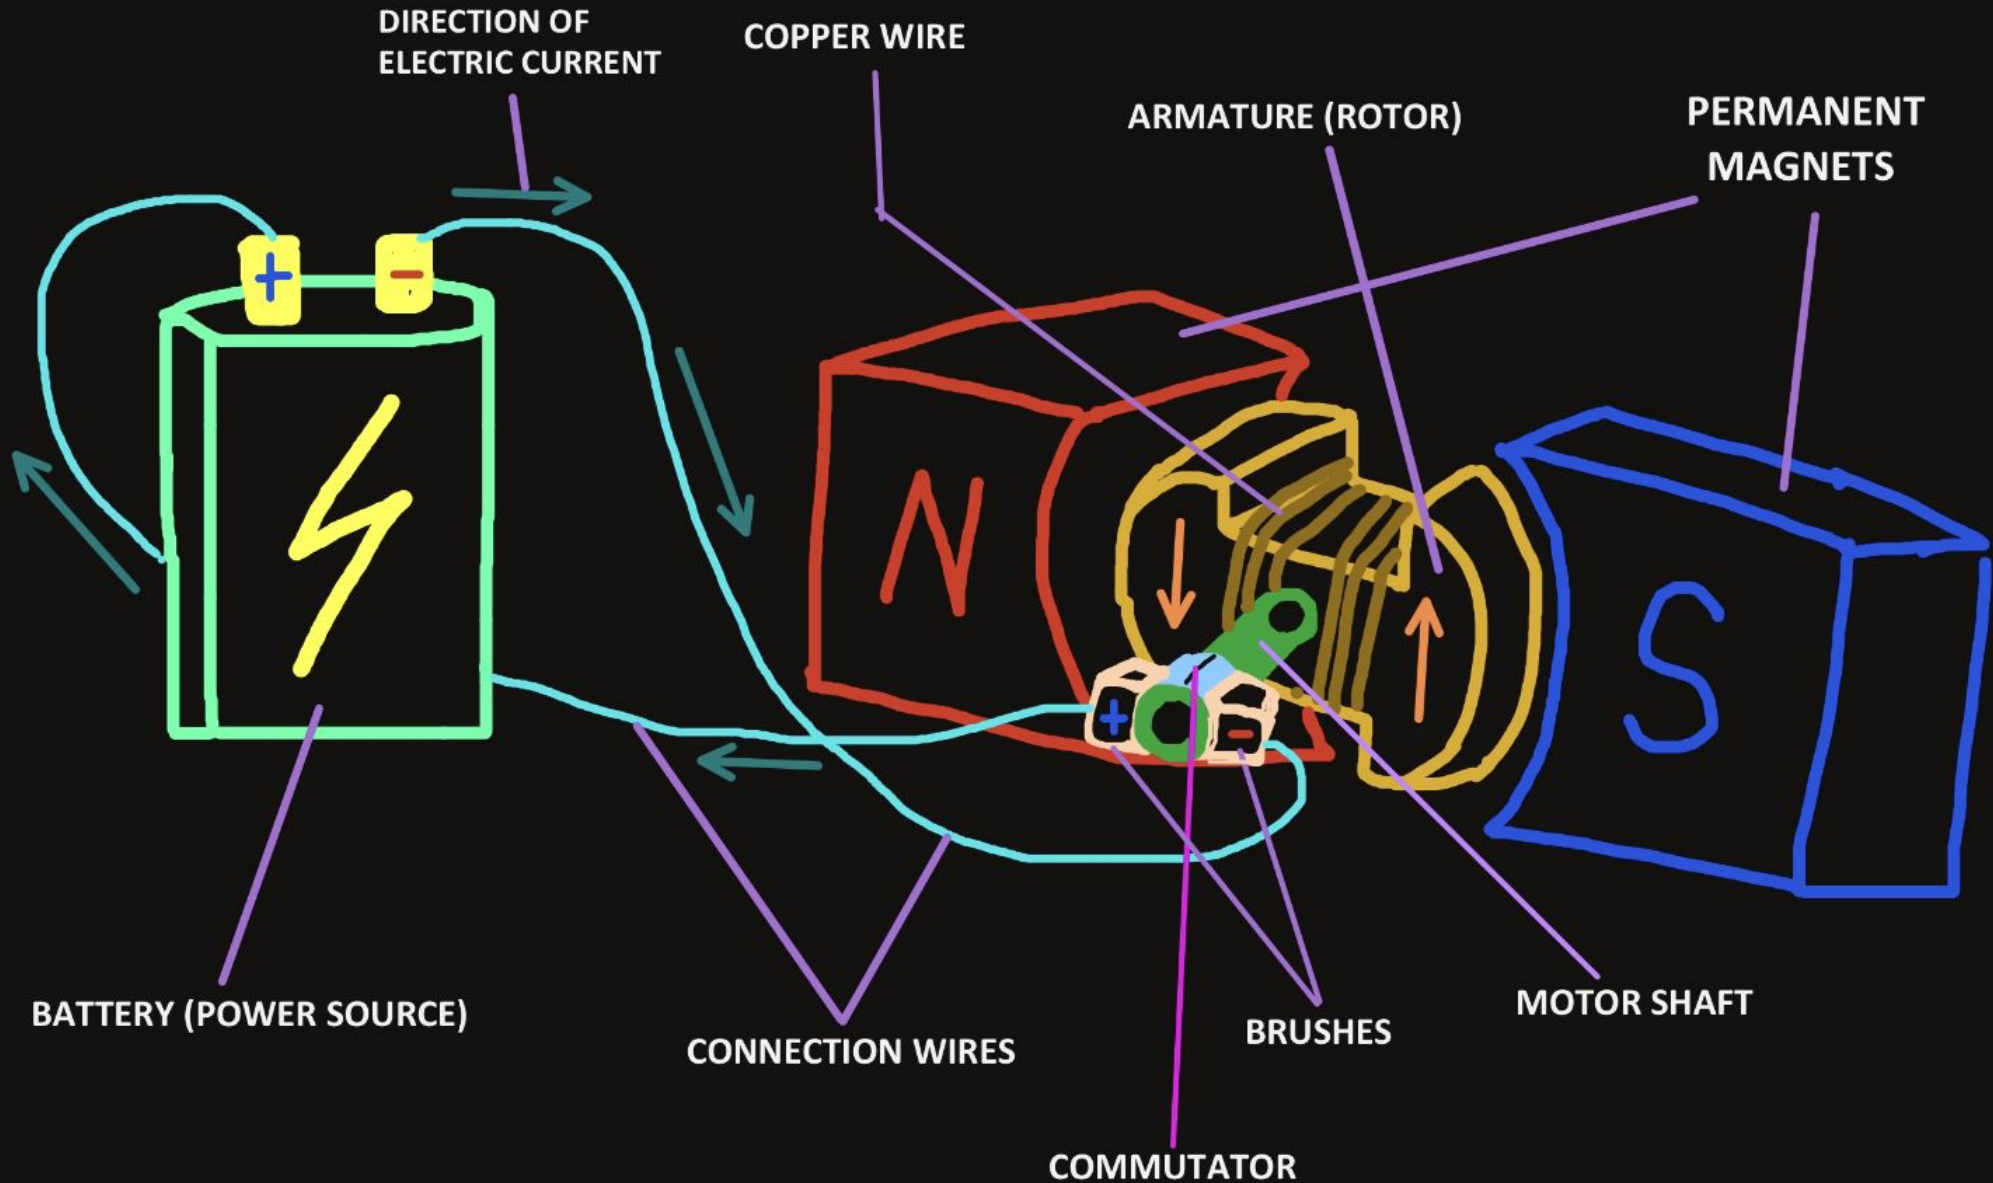 DIRECTION OF
ELECTRIC CURRENT
COPPER WIRE
ARMATURE (ROTOR)
PERMANENT
MAGNETS
+
-
N
S
+
-
BATTERY (POWER SOURCE)
CONNECTION WIRES
BRUSHES
MOTOR SHAFT
COMMUTATOR